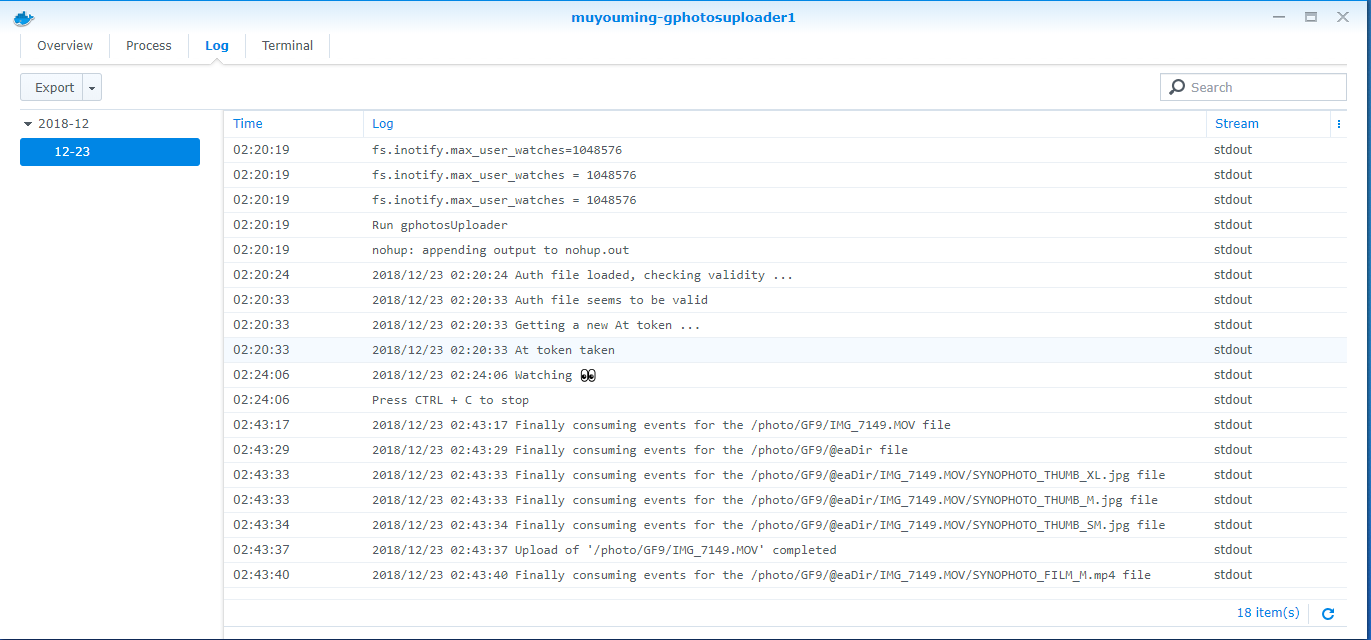 muyouming-gphotosuploader1
Overview Process Log Terminal
Export Search
2018-12
12-23
Time Log Stream
02:20:19 fs.inotify.max_user_watches=1048576 stdout
02:20:19 fs.inotify.max_user_watches = 1048576 stdout
02:20:19 fs.inotify.max_user_watches = 1048576 stdout
02:20:19 Run gphotosUploader stdout
02:20:19 nohup: appending output to nohup.out stdout
02:20:24 2018/12/23 02:20:24 Auth file loaded, checking validity ... stdout
02:20:33 2018/12/23 02:20:33 Auth file seems to be valid stdout
02:20:33 2018/12/23 02:20:33 Getting a new At token ... stdout
02:20:33 2018/12/23 02:20:33 At token taken stdout
02:24:06 2018/12/23 02:24:06 Watching 👀 stdout
02:24:06 Press CTRL + C to stop stdout
02:43:17 2018/12/23 02:43:17 Finally consuming events for the /photo/GF9/IMG_7149.MOV file stdout
02:43:29 2018/12/23 02:43:29 Finally consuming events for the /photo/GF9/@eaDir file stdout
02:43:33 2018/12/23 02:43:33 Finally consuming events for the /photo/GF9/@eaDir/IMG_7149.MOV/SYNOPHOTO_THUMB_XL.jpg file stdout
02:43:33 2018/12/23 02:43:33 Finally consuming events for the /photo/GF9/@eaDir/IMG_7149.MOV/SYNOPHOTO_THUMB_M.jpg file stdout
02:43:34 2018/12/23 02:43:34 Finally consuming events for the /photo/GF9/@eaDir/IMG_7149.MOV/SYNOPHOTO_THUMB_SM.jpg file stdout
02:43:37 2018/12/23 02:43:37 Upload of '/photo/GF9/IMG_7149.MOV' completed stdout
02:43:40 2018/12/23 02:43:40 Finally consuming events for the /photo/GF9/@eaDir/IMG_7149.MOV/SYNOPHOTO_FILM_M.mp4 file stdout
18 item(s)